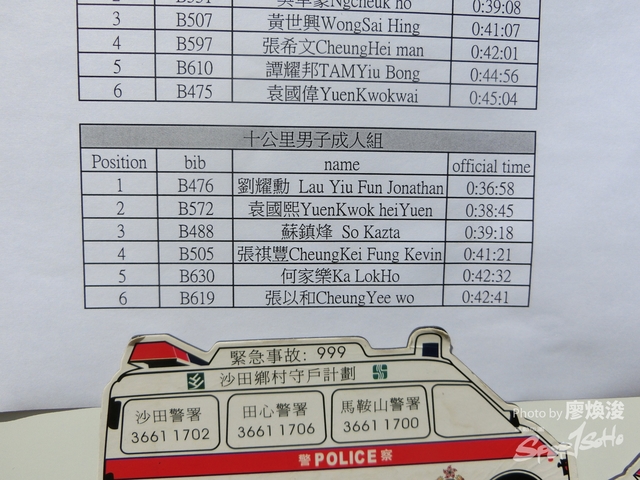 0:39:08
3 B507 黃世興WongSai Hing 0:41:07
4 B597 張希文CheungHei man 0:42:01
5 B610 譚耀邦TAMYiu Bong 0:44:56
6 B475 袁國偉YuenKwokwai 0:45:04
十公里男子成人組
Position bib name official time
1 B476 劉耀勳 Lau Yiu Fun Jonathan 0:36:58
2 B572 袁國熙YuenKwok heiYuen 0:38:45
3 B488 蘇鎮烽 So Kazta 0:39:18
4 B505 張祺豐CheungKei Fung Kevin 0:41:21
5 B630 何家樂Ka LokHo 0:42:32
6 B619 張以和CheungYee wo 0:42:41
緊急事故: 999
沙田鄉村守戶計劃
沙田警署 田心警署 馬鞍山警署
3661 1702 3661 1706 3661 1700
警 POLICE 察
Photo by 廖煥浚